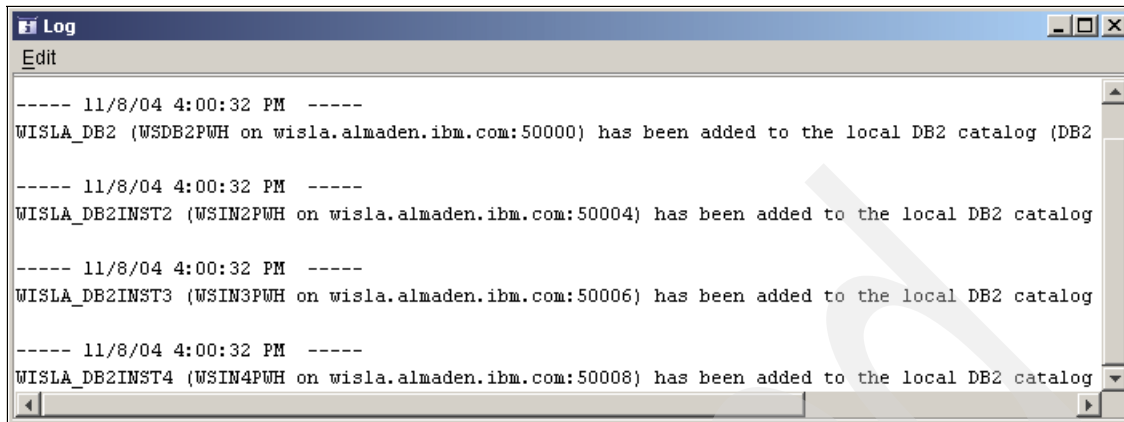 Log
Edit
----- 11/8/04 4:00:32 PM -----
WISLA_DB2 (WSDB2PWH on wisla.almaden.ibm.com:50000) has been added to the local DB2 catalog (DB2
----- 11/8/04 4:00:32 PM -----
WISLA_DB2INST2 (WSIN2PWH on wisla.almaden.ibm.com:50004) has been added to the local DB2 catalog
----- 11/8/04 4:00:32 PM -----
WISLA_DB2INST3 (WSIN3PWH on wisla.almaden.ibm.com:50006) has been added to the local DB2 catalog
----- 11/8/04 4:00:32 PM -----
WISLA_DB2INST4 (WSIN4PWH on wisla.almaden.ibm.com:50008) has been added to the local DB2 catalog